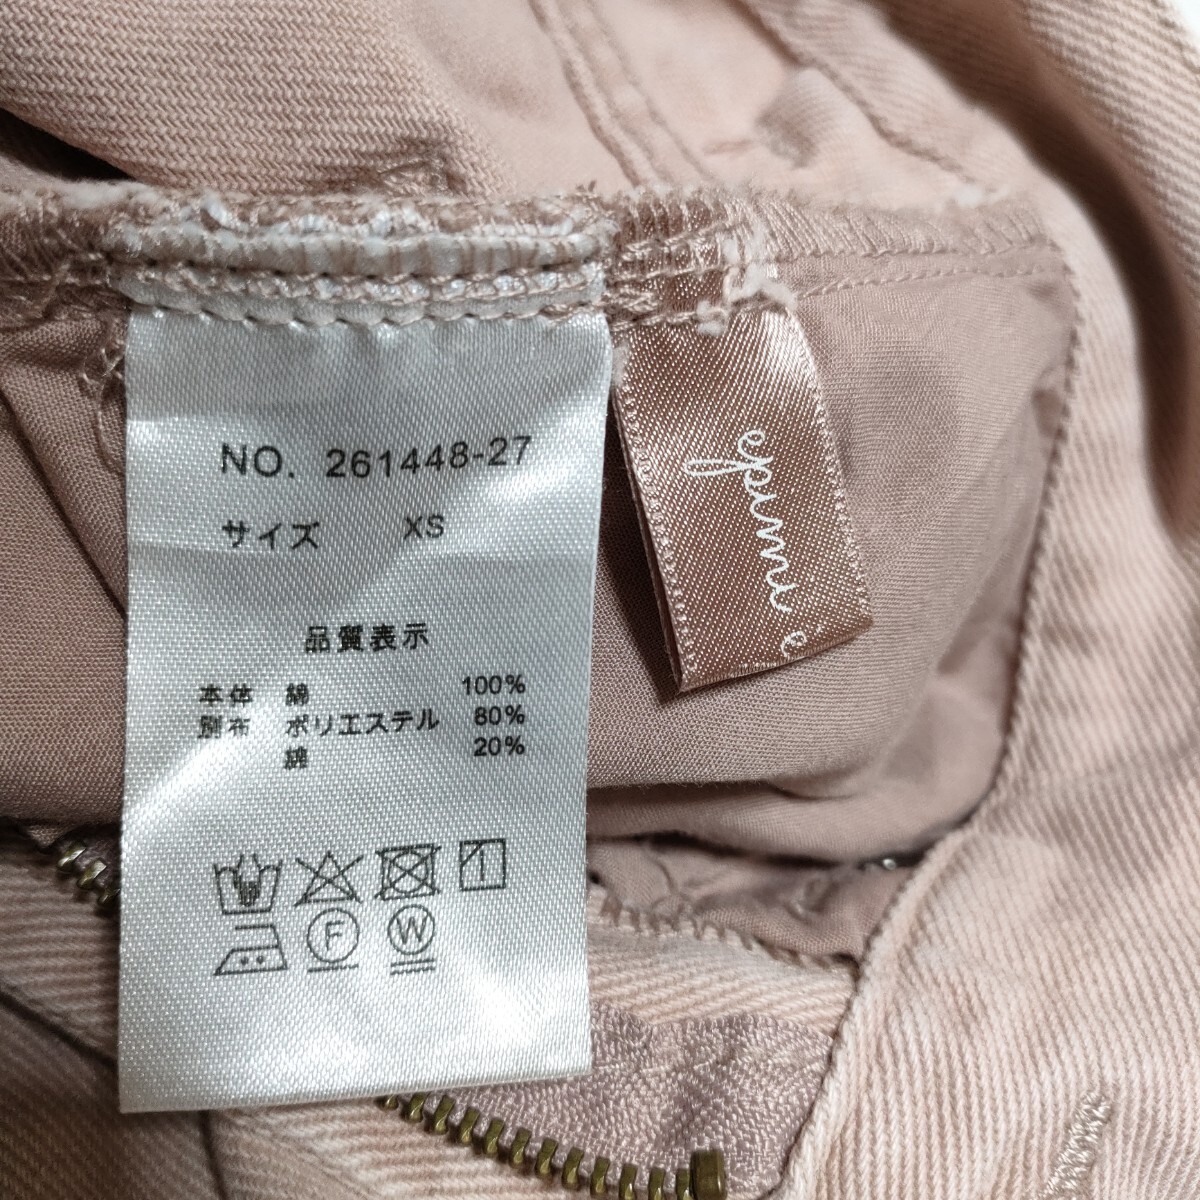 NO. 261448-27
サイズ XS
品質表示
本体 綿 100%
別布 ポリエステル 80%
綿 20%
F W
epimi